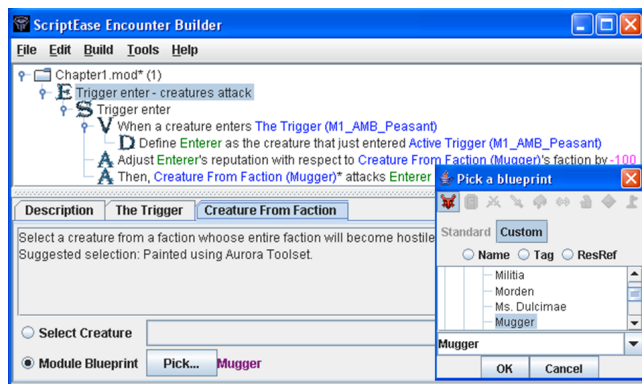 ScriptEase Encounter Builder
File Edit Build Tools Help
Chapter1.mod* (1)
E Trigger enter - creatures attack
S Trigger enter
V When a creature enters The Trigger (M1_AMB_Peasant)
D Define Enterer as the creature that just entered Active Trigger (M1_AMB_Peasant)
A Adjust Enterer's reputation with respect to Creature From Faction (Mugger)'s faction by -100
A Then, Creature From Faction (Mugger)* attacks Enterer
Description The Trigger Creature From Faction
Select a creature from a faction whoose entire faction will become hostile
Suggested selection: Painted using Aurora Toolset.
Select Creature
Module Blueprint Pick... Mugger
Pick a blueprint
Standard Custom
Name Tag ResRef
Militia
Morden
Ms. Dulcimae
Mugger
Mugger
OK Cancel